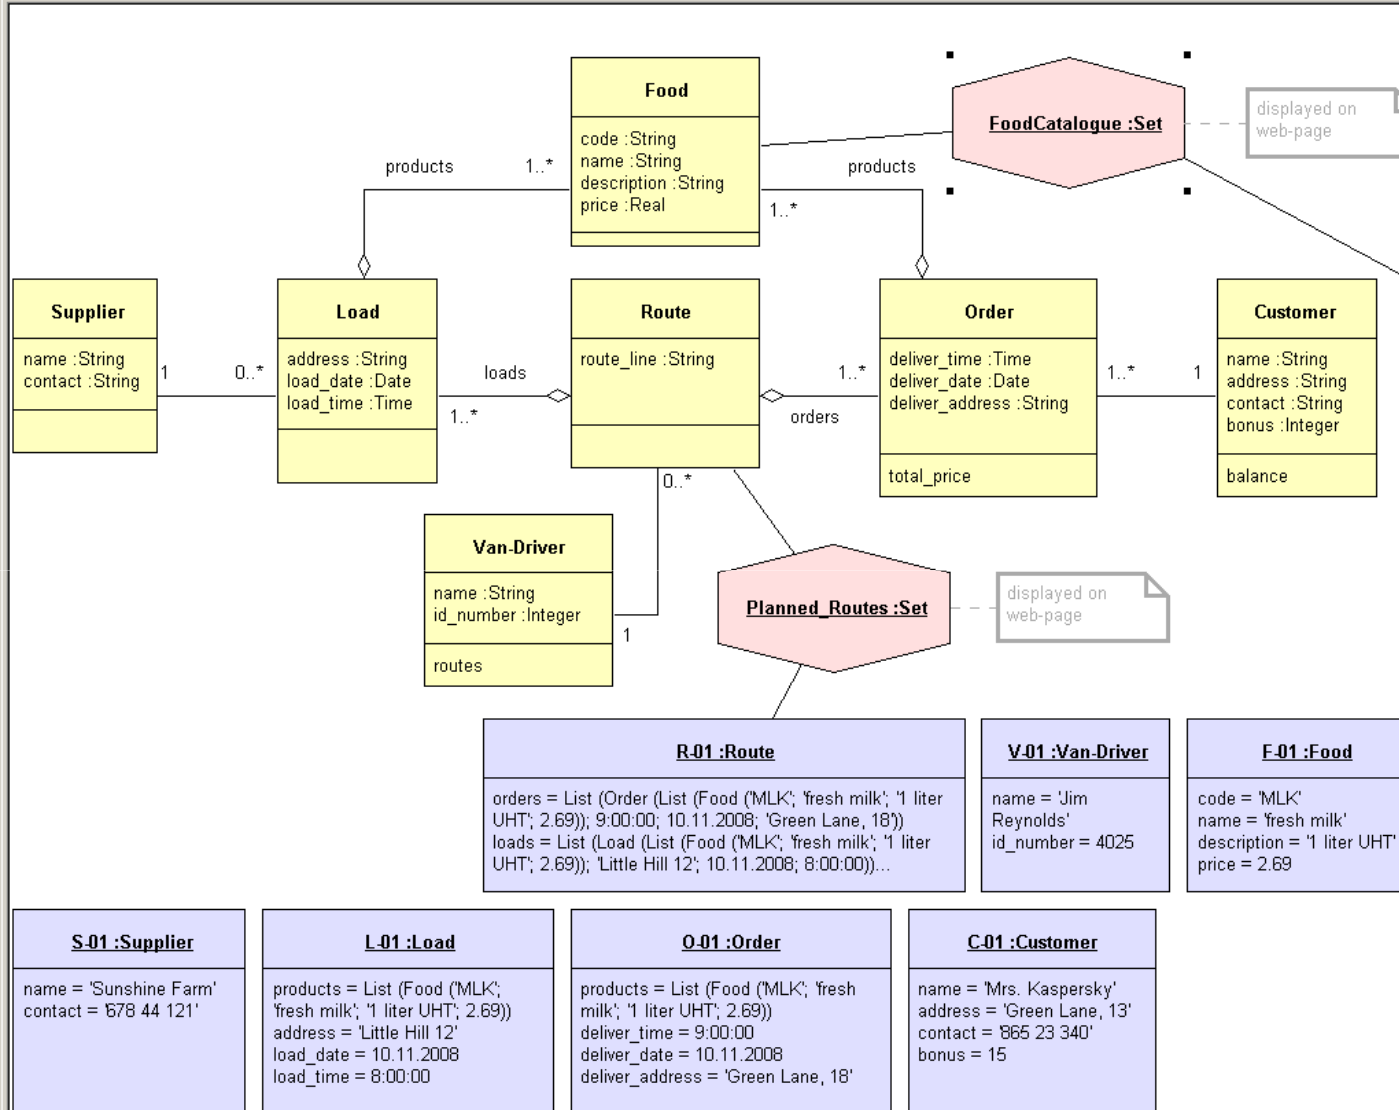 Food
code :String
name :String
description :String
price :Real
FoodCatalogue :Set
displayed on
web-page
products
1..*
products
1..*
Supplier
name :String
contact :String
1
0..*
Load
address :String
load_date :Date
load_time :Time
loads
1..*
Route
route_line :String
1..*
orders
Order
deliver_time :Time
deliver_date :Date
deliver_address :String
total_price
1..*
1
Customer
name :String
address :String
contact :String
bonus :Integer
balance
0..*
Van-Driver
name :String
id_number :Integer
routes
1
Planned_Routes :Set
displayed on
web-page
R-01 :Route
orders = List (Order (List (Food ('MLK'; 'fresh milk'; '1 liter
UHT'; 2.69)); 9:00:00; 10.11.2008; 'Green Lane, 18'))
loads = List (Load (List (Food ('MLK'; 'fresh milk'; '1 liter
UHT'; 2.69)); 'Little Hill 12'; 10.11.2008; 8:00:00))...
V-01 :Van-Driver
name = 'Jim
Reynolds'
id_number = 4025
F-01 :Food
code = 'MLK'
name = 'fresh milk'
description = '1 liter UHT'
price = 2.69
S-01 :Supplier
name = 'Sunshine Farm'
contact = '678 44 121'
L-01 :Load
products = List (Food ('MLK';
'fresh milk'; '1 liter UHT'; 2.69))
address = 'Little Hill 12'
load_date = 10.11.2008
load_time = 8:00:00
O-01 :Order
products = List (Food ('MLK'; 'fresh
milk'; '1 liter UHT'; 2.69))
deliver_time = 9:00:00
deliver_date = 10.11.2008
deliver_address = 'Green Lane, 18'
C-01 :Customer
name = 'Mrs. Kaspersky'
address = 'Green Lane, 13'
contact = '865 23 340'
bonus = 15